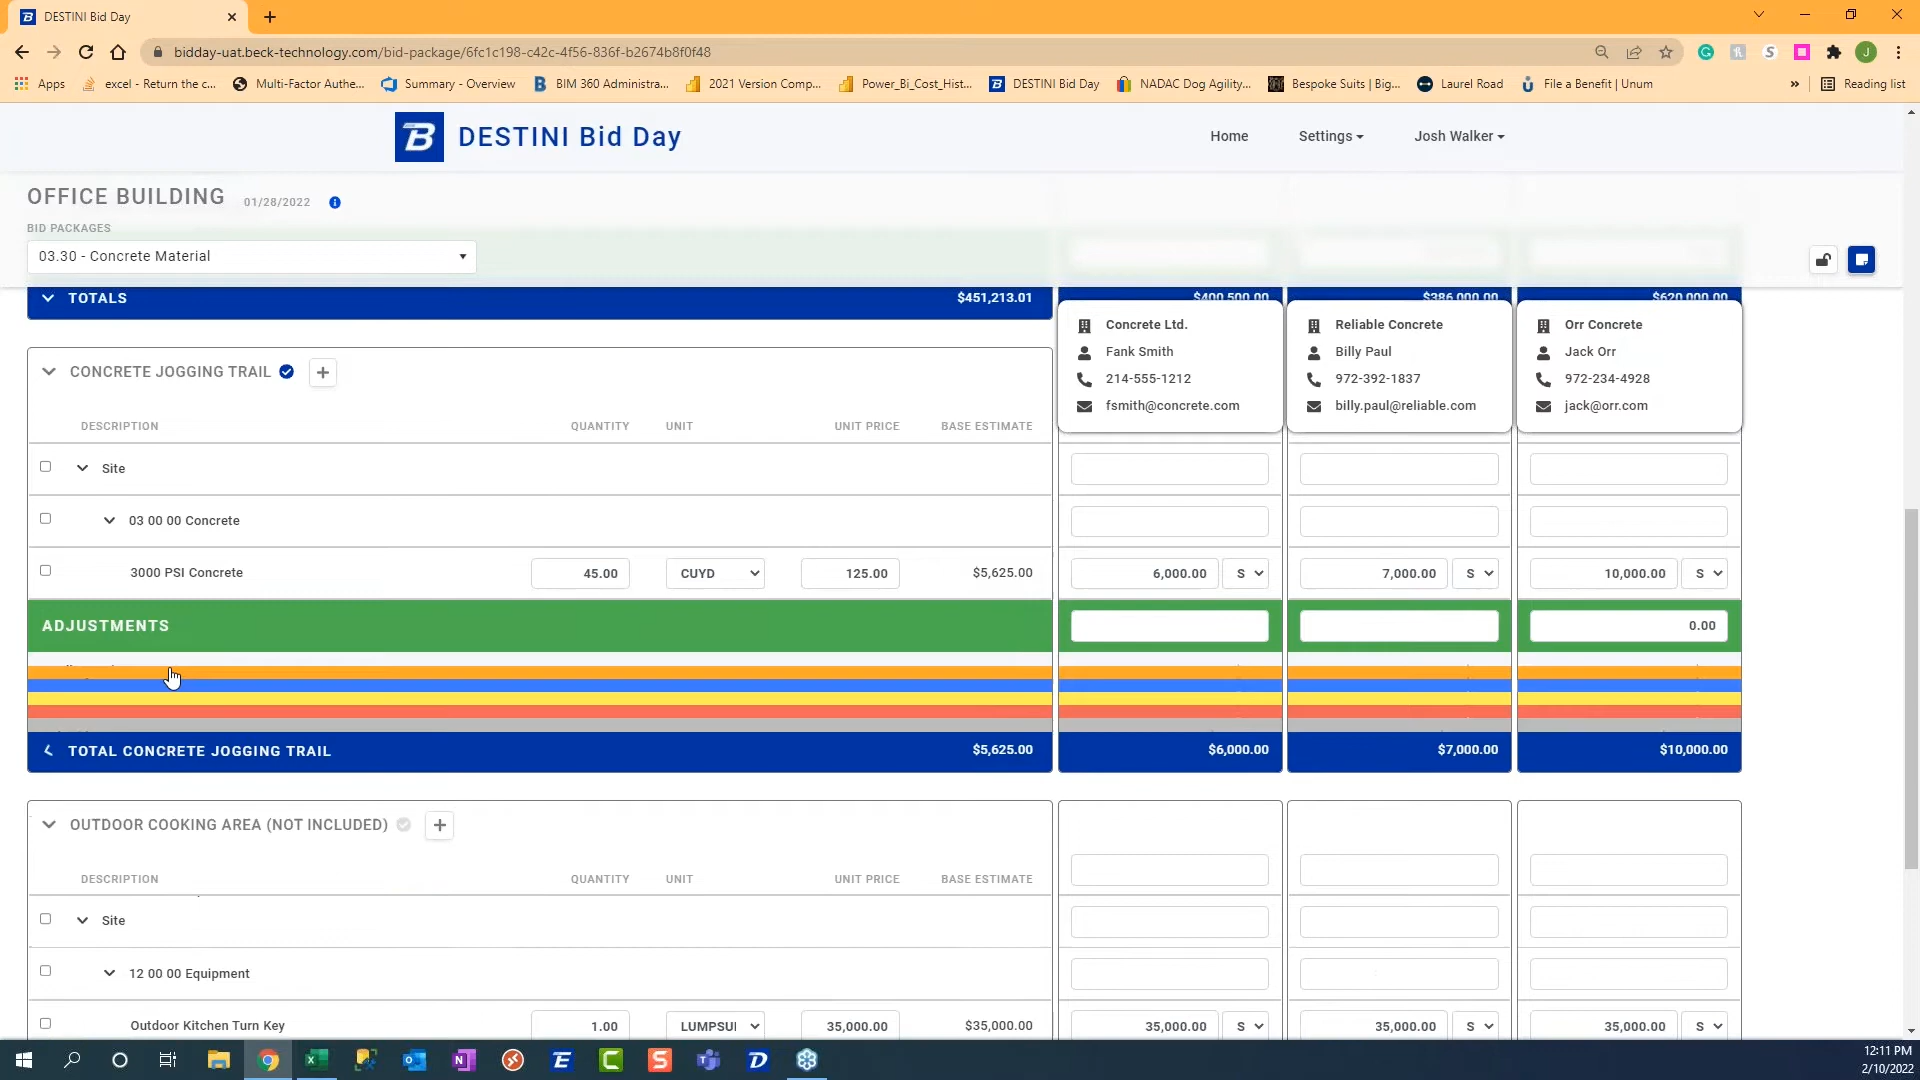 DESTINI Bid Day
bidday-uat.beck-technology.com/bid-package/6fc1c198-c42c-4f56-836f-b2674b8f0f48
Apps excel - Return the c... Multi-Factor Authe... Summary - Overview BIM 360 Administra... 2021 Version Comp... Power_Bi_Cost_Hist... DESTINI Bid Day NADAC Dog Agility,... Bespoke Suits | Big... Laurel Road File a Benefit | Unum » Reading list
B DESTINI Bid Day Home Settings Josh Walker
OFFICE BUILDING 01/28/2022
BID PACKAGES
03.30 - Concrete Material
TOTALS $451,213.01 $400,500.00 $386,000.00 $620,000.00
Concrete Ltd. Reliable Concrete Orr Concrete
Fank Smith Billy Paul Jack Orr
214-555-1212 972-392-1837 972-234-4928
fsmith@concrete.com billy.paul@reliable.com jack@orr.com
CONCRETE JOGGING TRAIL +
DESCRIPTION QUANTITY UNIT UNIT PRICE BASE ESTIMATE
Site
03 00 00 Concrete
3000 PSI Concrete 45.00 CUYD 125.00 $5,625.00 6,000.00 S 7,000.00 S 10,000.00 S
ADJUSTMENTS 0.00
TOTAL CONCRETE JOGGING TRAIL $5,625.00 $6,000.00 $7,000.00 $10,000.00
OUTDOOR COOKING AREA (NOT INCLUDED) +
DESCRIPTION QUANTITY UNIT UNIT PRICE BASE ESTIMATE
Site
12 00 00 Equipment
Outdoor Kitchen Turn Key 1.00 LUMPSU 35,000.00 $35,000.00 35,000.00 S 35,000.00 S 35,000.00 S
12:11 PM
2/10/2022